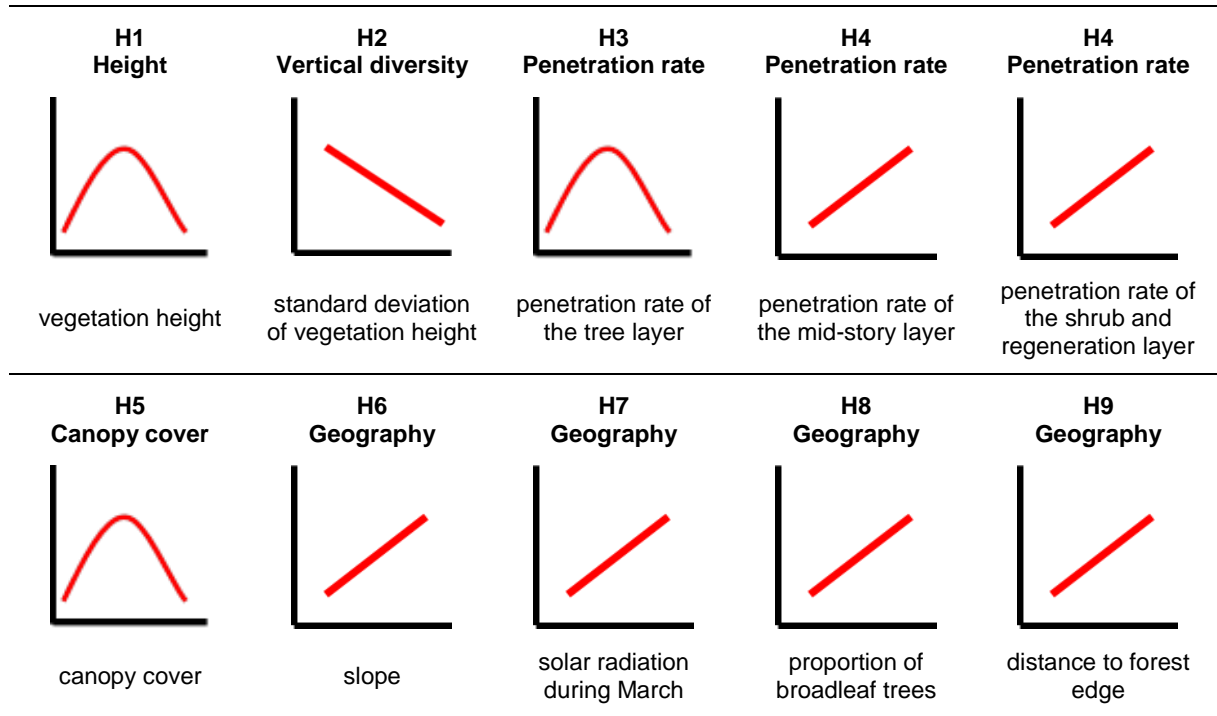 H1
Height
H2
Vertical diversity
H3
Penetration rate
H4
Penetration rate
H4
Penetration rate
vegetation height
standard deviation
of vegetation height
penetration rate of
the tree layer
penetration rate of
the mid-story layer
penetration rate of
the shrub and
regeneration layer
H5
Canopy cover
H6
Geography
H7
Geography
H8
Geography
H9
Geography
canopy cover
slope
solar radiation
during March
proportion of
broadleaf trees
distance to forest
edge